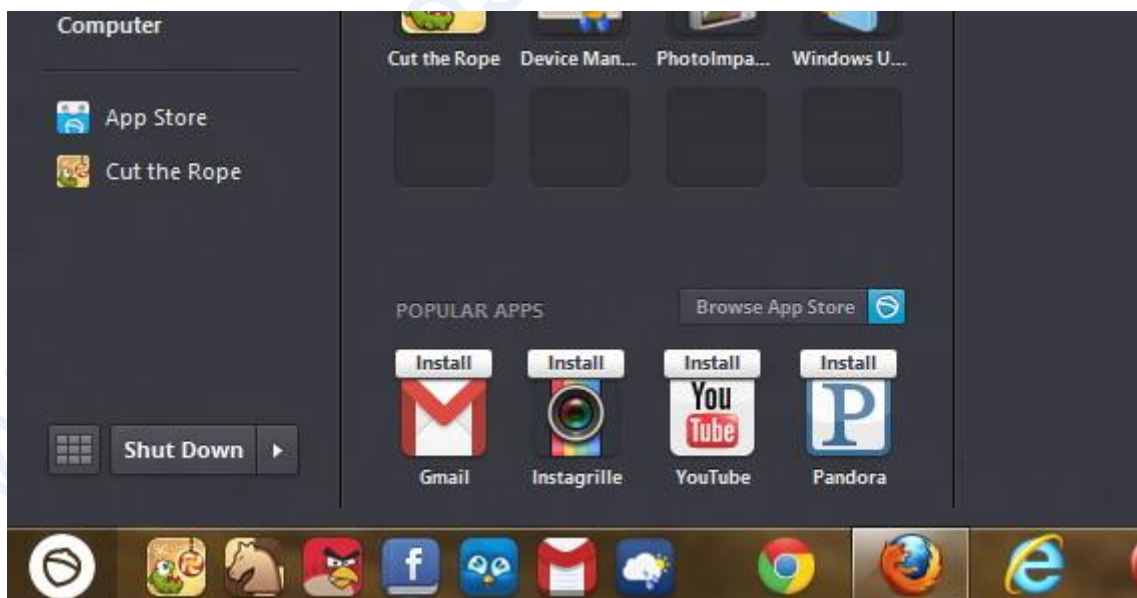 Computer
Cut the Rope Device Man... PhotoImpa... Windows U...
App Store
Cut the Rope
POPULAR APPS Browse App Store
Install Install Install Install
You
Tube
P
Gmail Instagrille YouTube Pandora
Shut Down
f